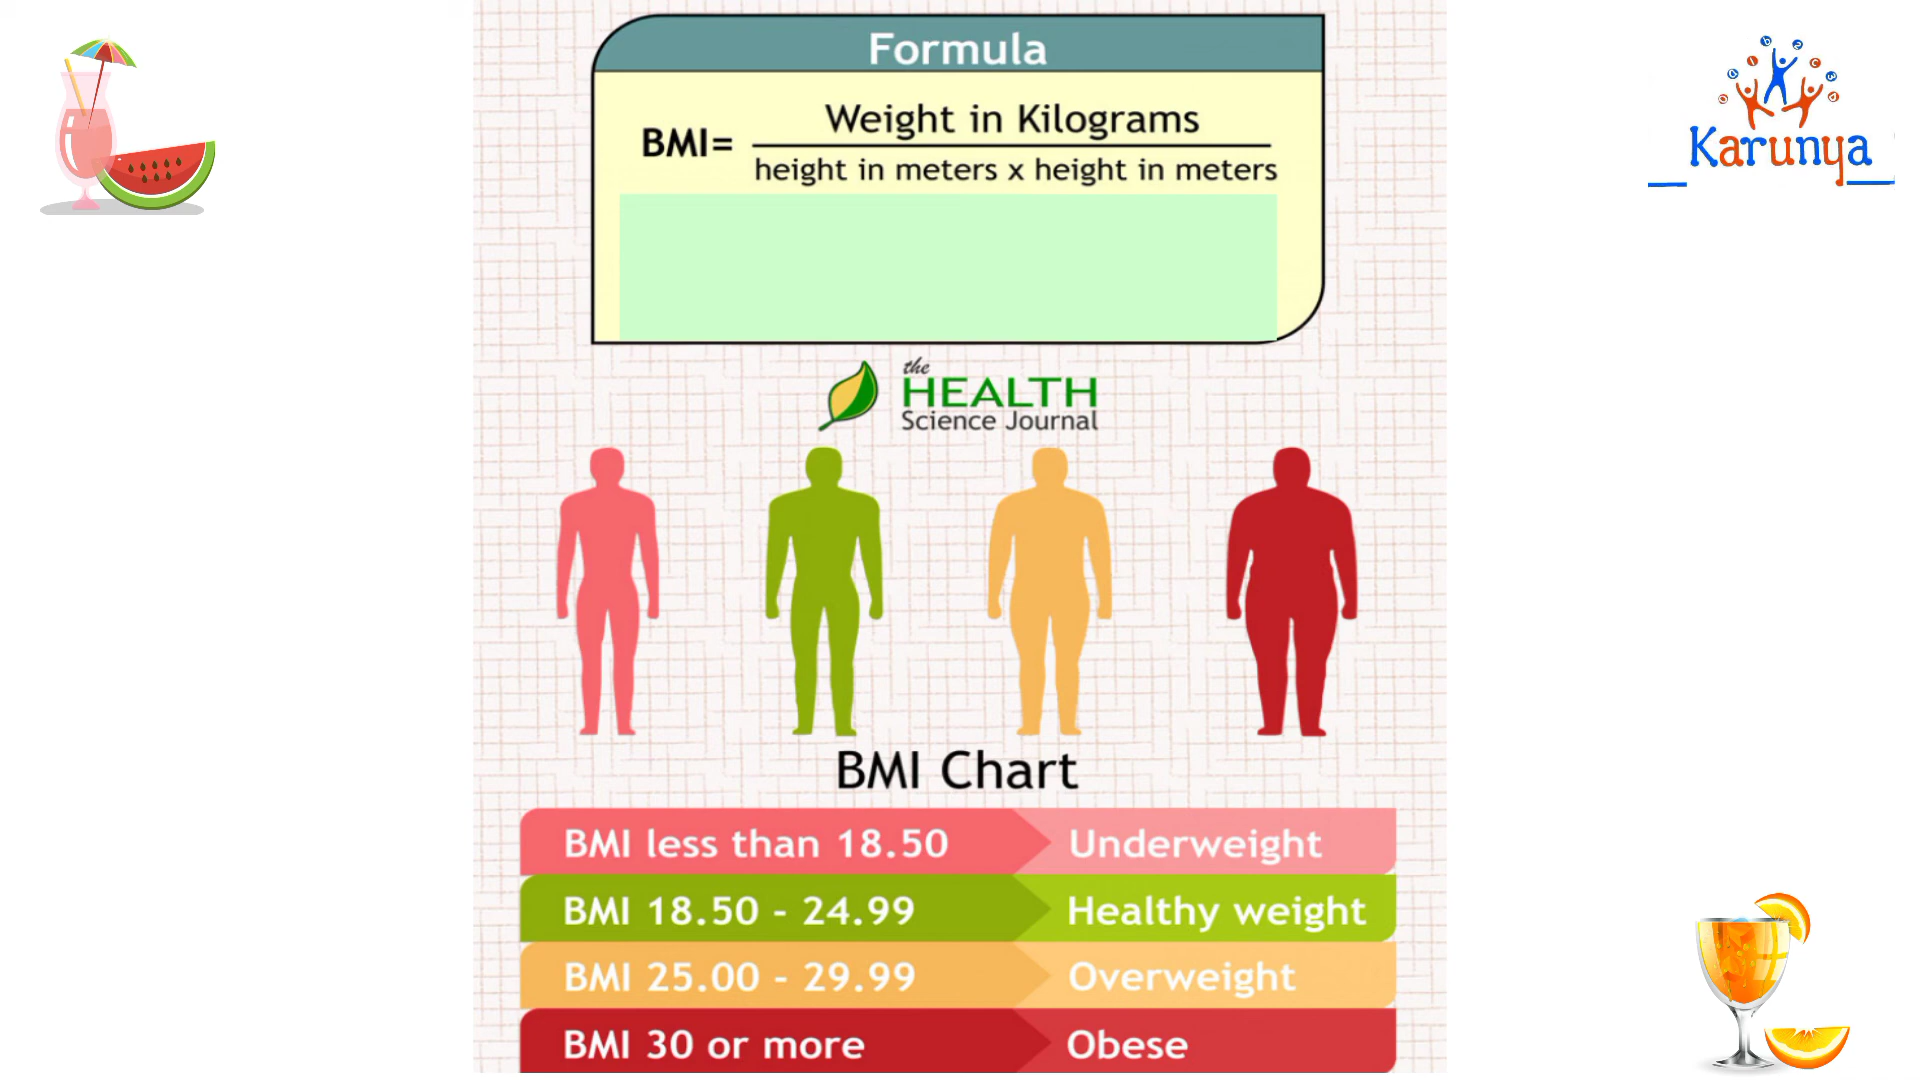 Formula
BMI=
Weight in Kilograms
height in meters x height in meters
the
HEALTH
Science Journal
BMI Chart
BMI less than 18.50 Underweight
BMI 18.50 - 24.99 Healthy weight
BMI 25.00 - 29.99 Overweight
BMI 30 or more Obese
Karunya